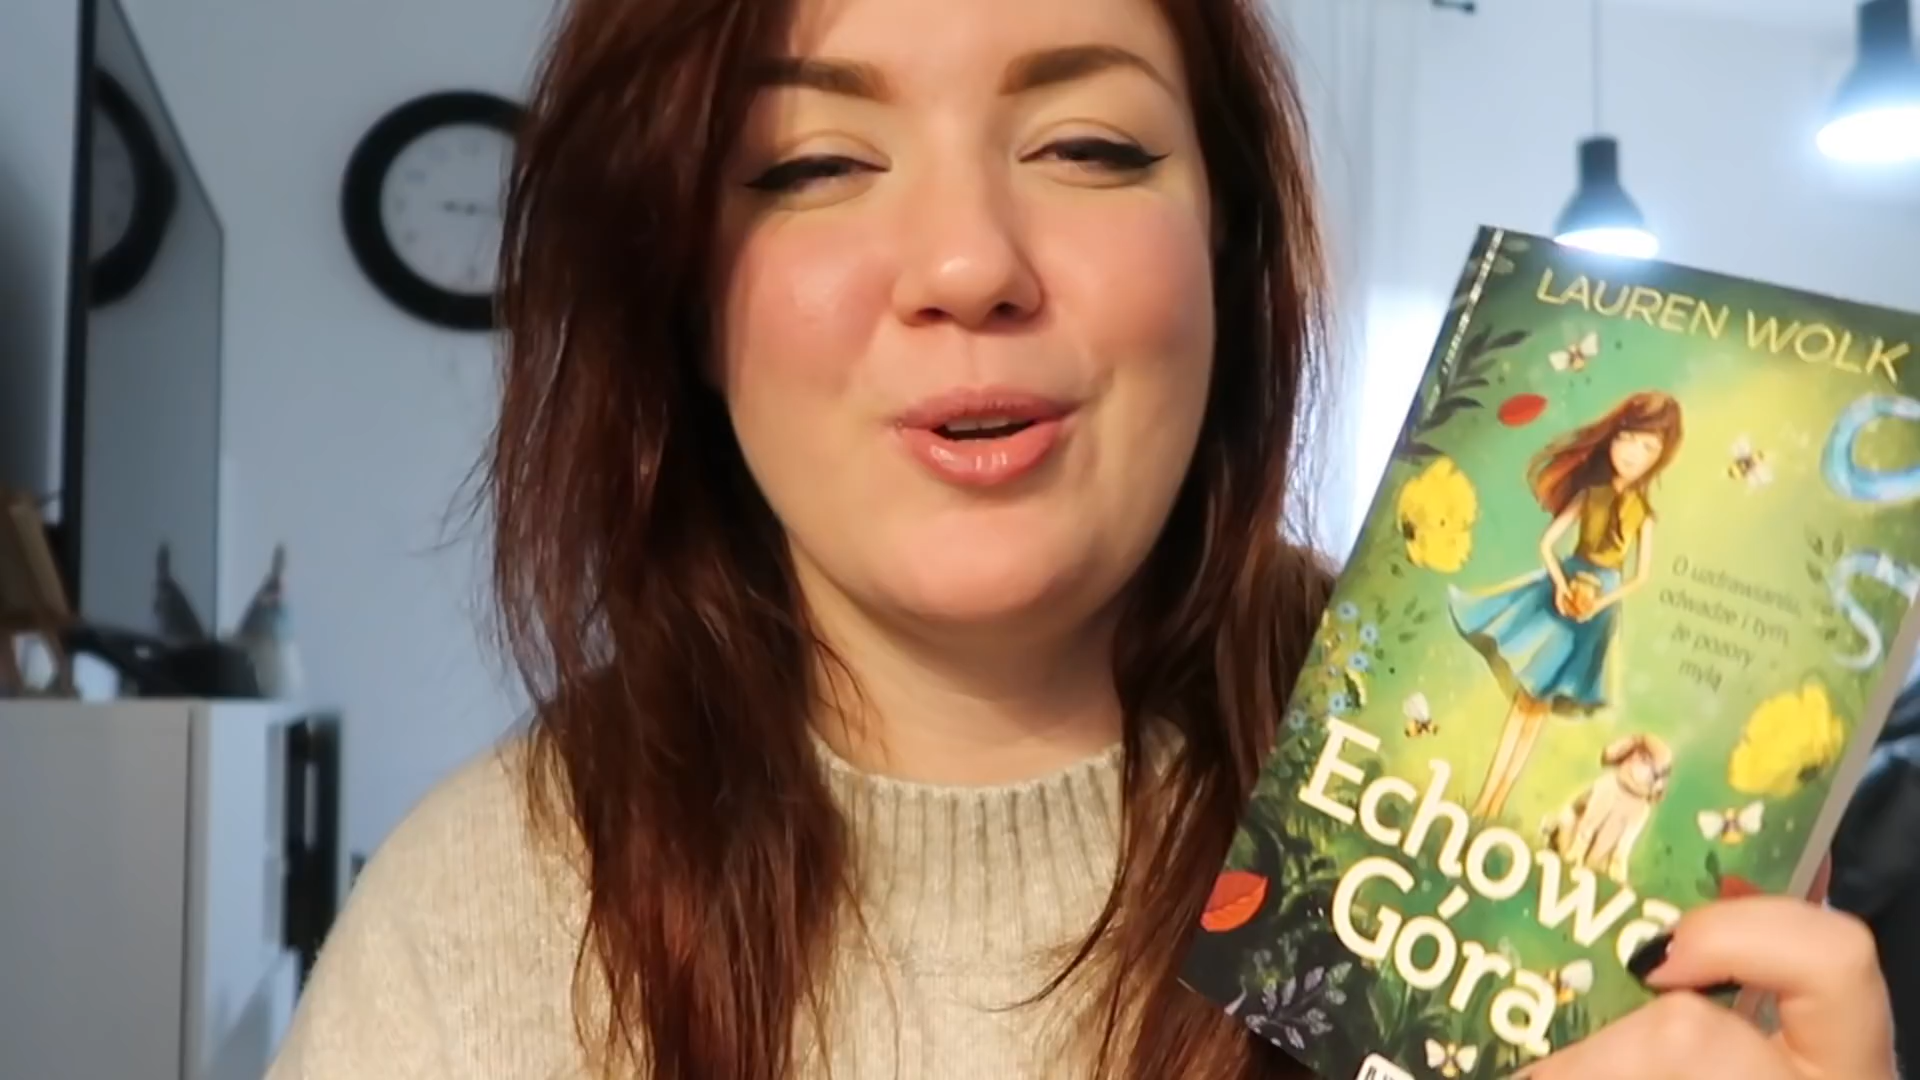 LAUREN WOLK
O uzdrawianiu,
odwadze i tym,
że pozory
mylą
Echowa
Góra